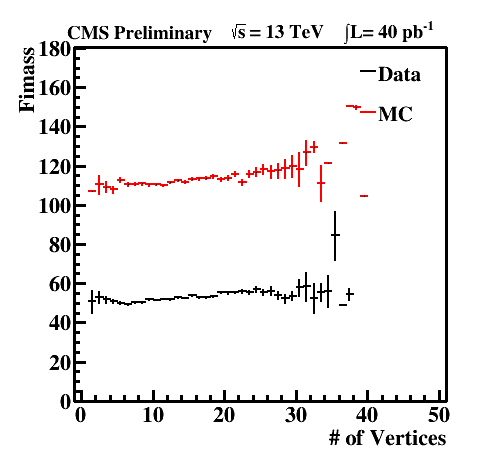 CMS Preliminary √s = 13 TeV ∫L= 40 pb⁻¹
Fimass
180
160
140
120
100
80
60
40
20
0
Data
MC
0 10 20 30 40 50
# of Vertices